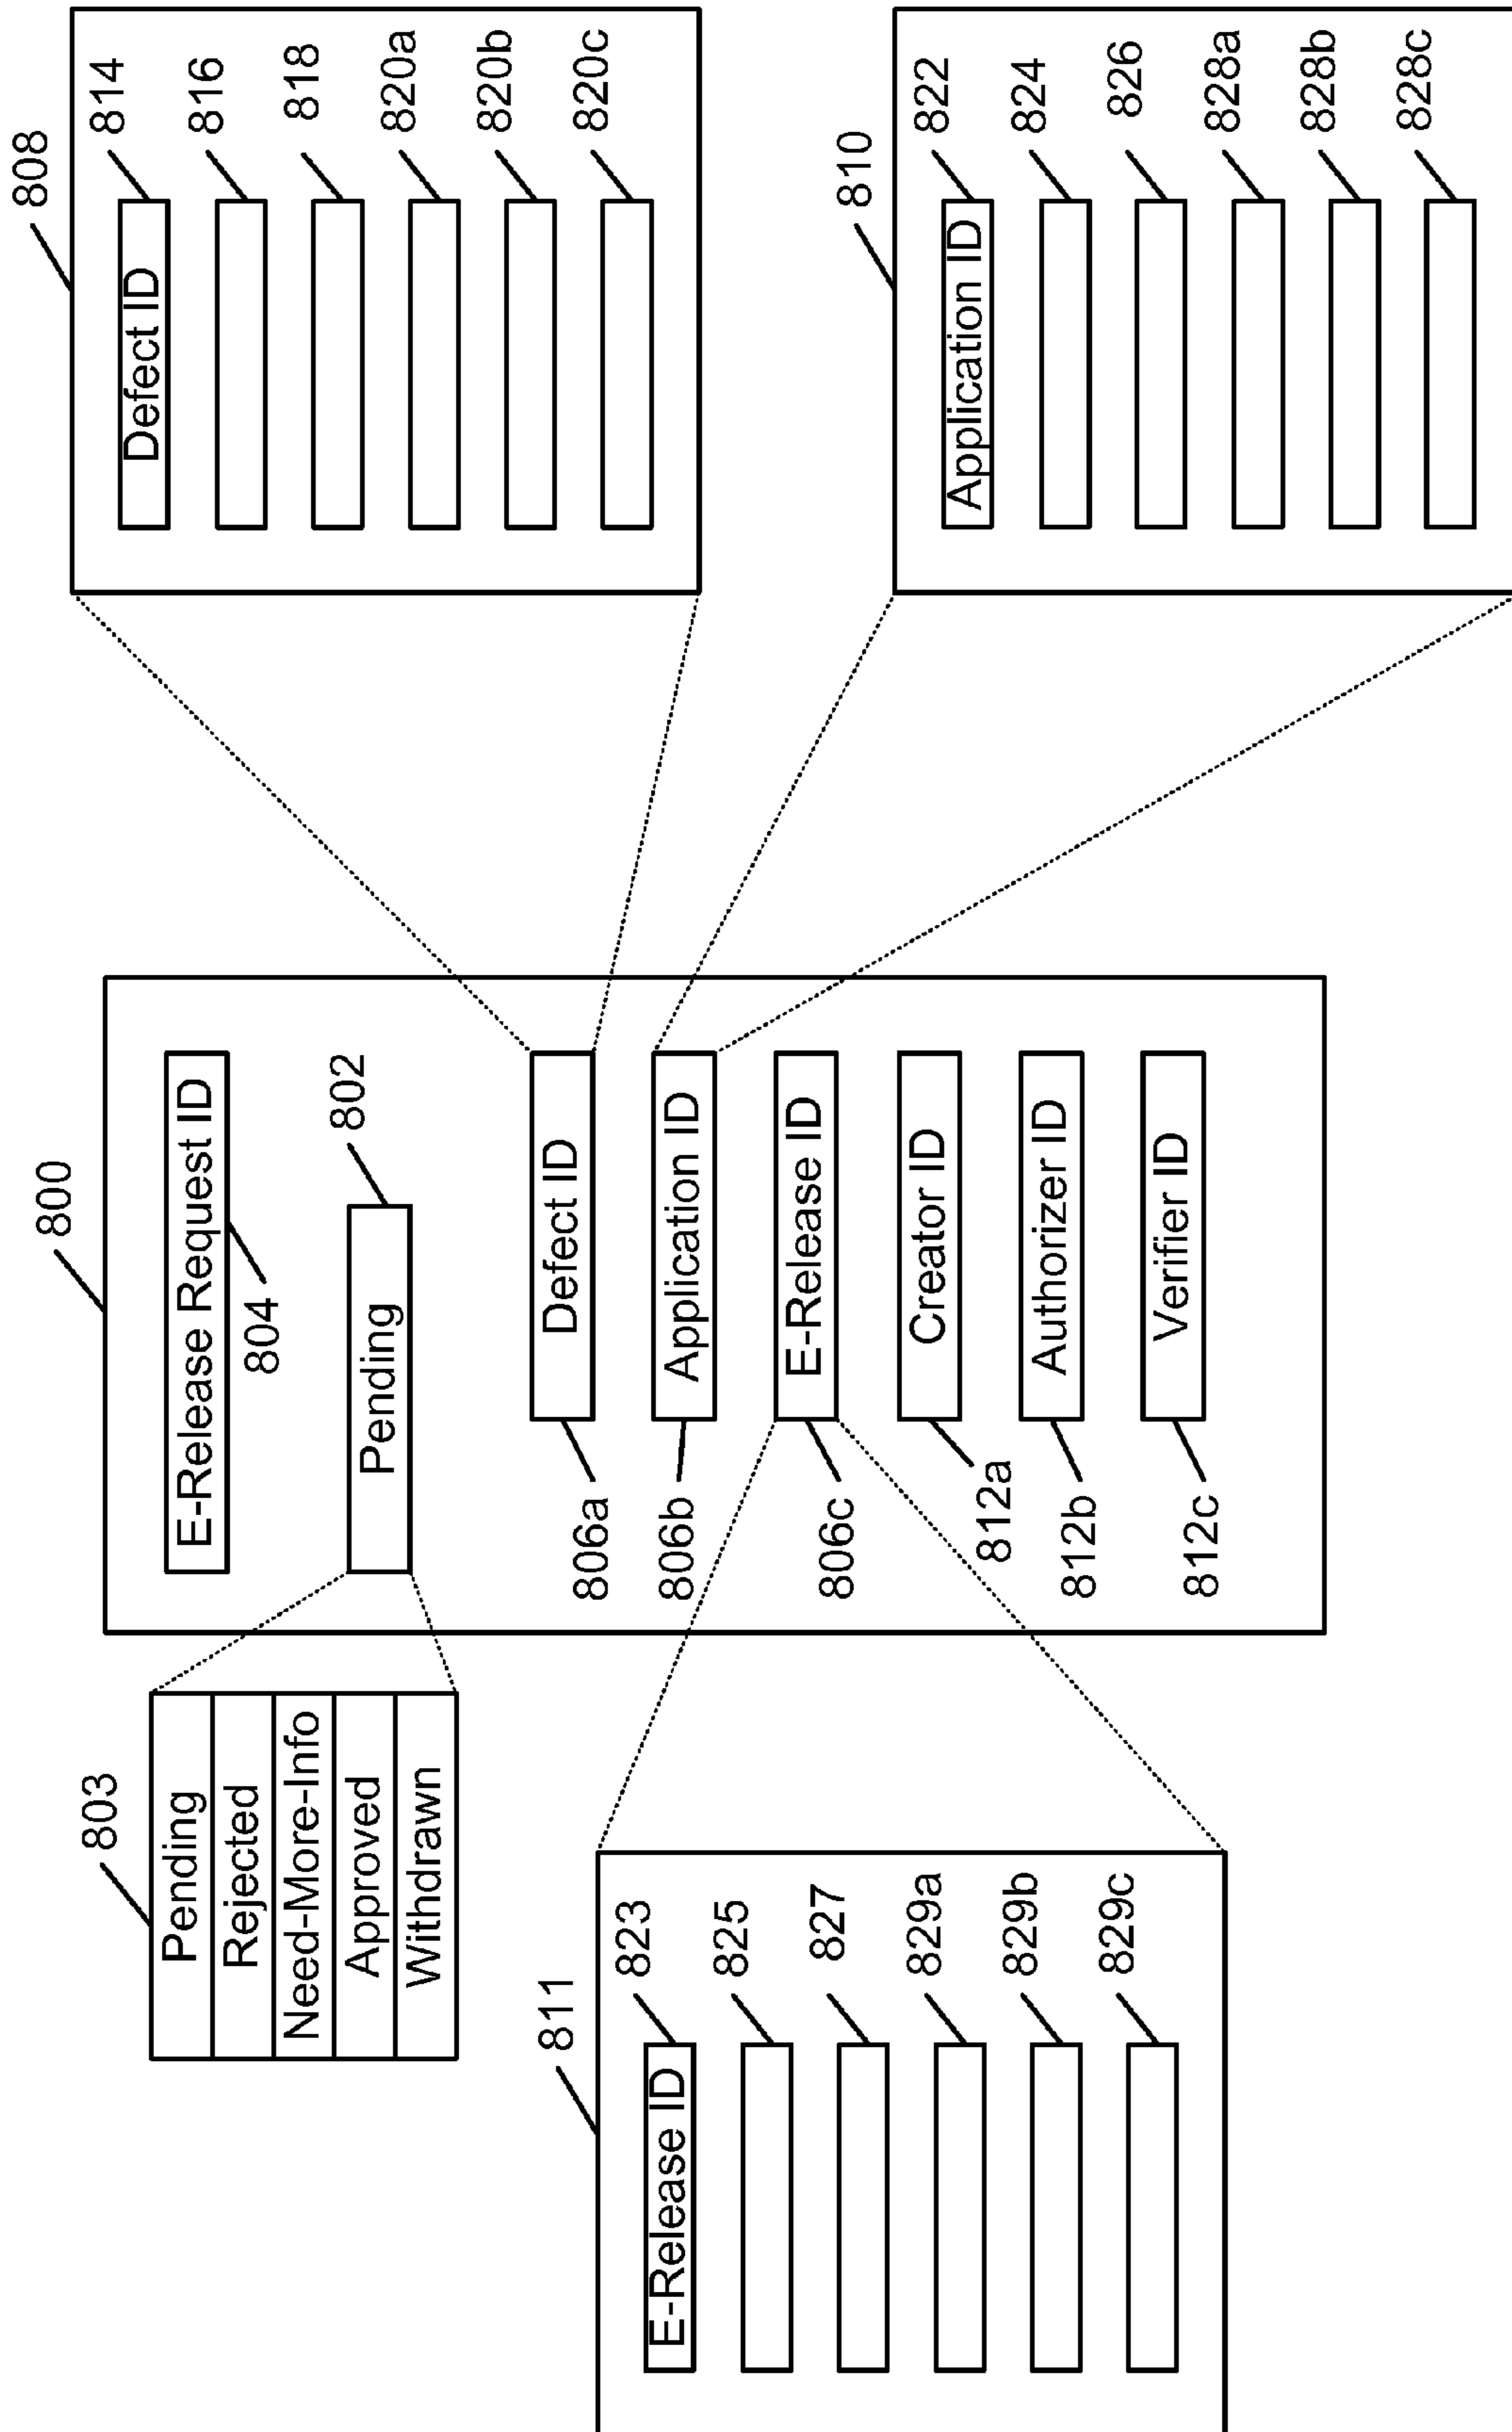 803
Pending
Rejected
Need-More-Info
Approved
Withdrawn
811
E-Release ID
823
825
827
829a
829b
829c
800
E-Release Request ID
804
Pending
802
806a
Defect ID
806b
Application ID
806c
E-Release ID
812a
Creator ID
812b
Authorizer ID
812c
Verifier ID
808
Defect ID
814
816
818
820a
820b
820c
810
Application ID
822
824
826
828a
828b
828c